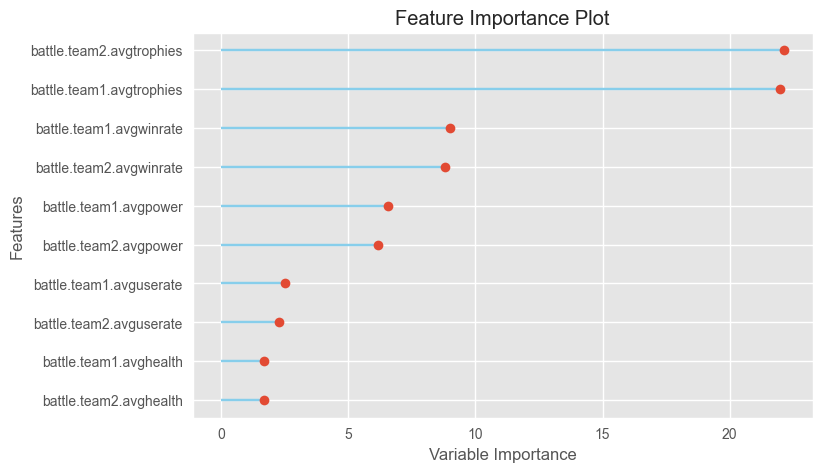 Feature Importance Plot
Features
battle.team2.avgtrophies
battle.team1.avgtrophies
battle.team1.avgwinrate
battle.team2.avgwinrate
battle.team1.avgpower
battle.team2.avgpower
battle.team1.avguserate
battle.team2.avguserate
battle.team1.avghealth
battle.team2.avghealth
0 5 10 15 20
Variable Importance